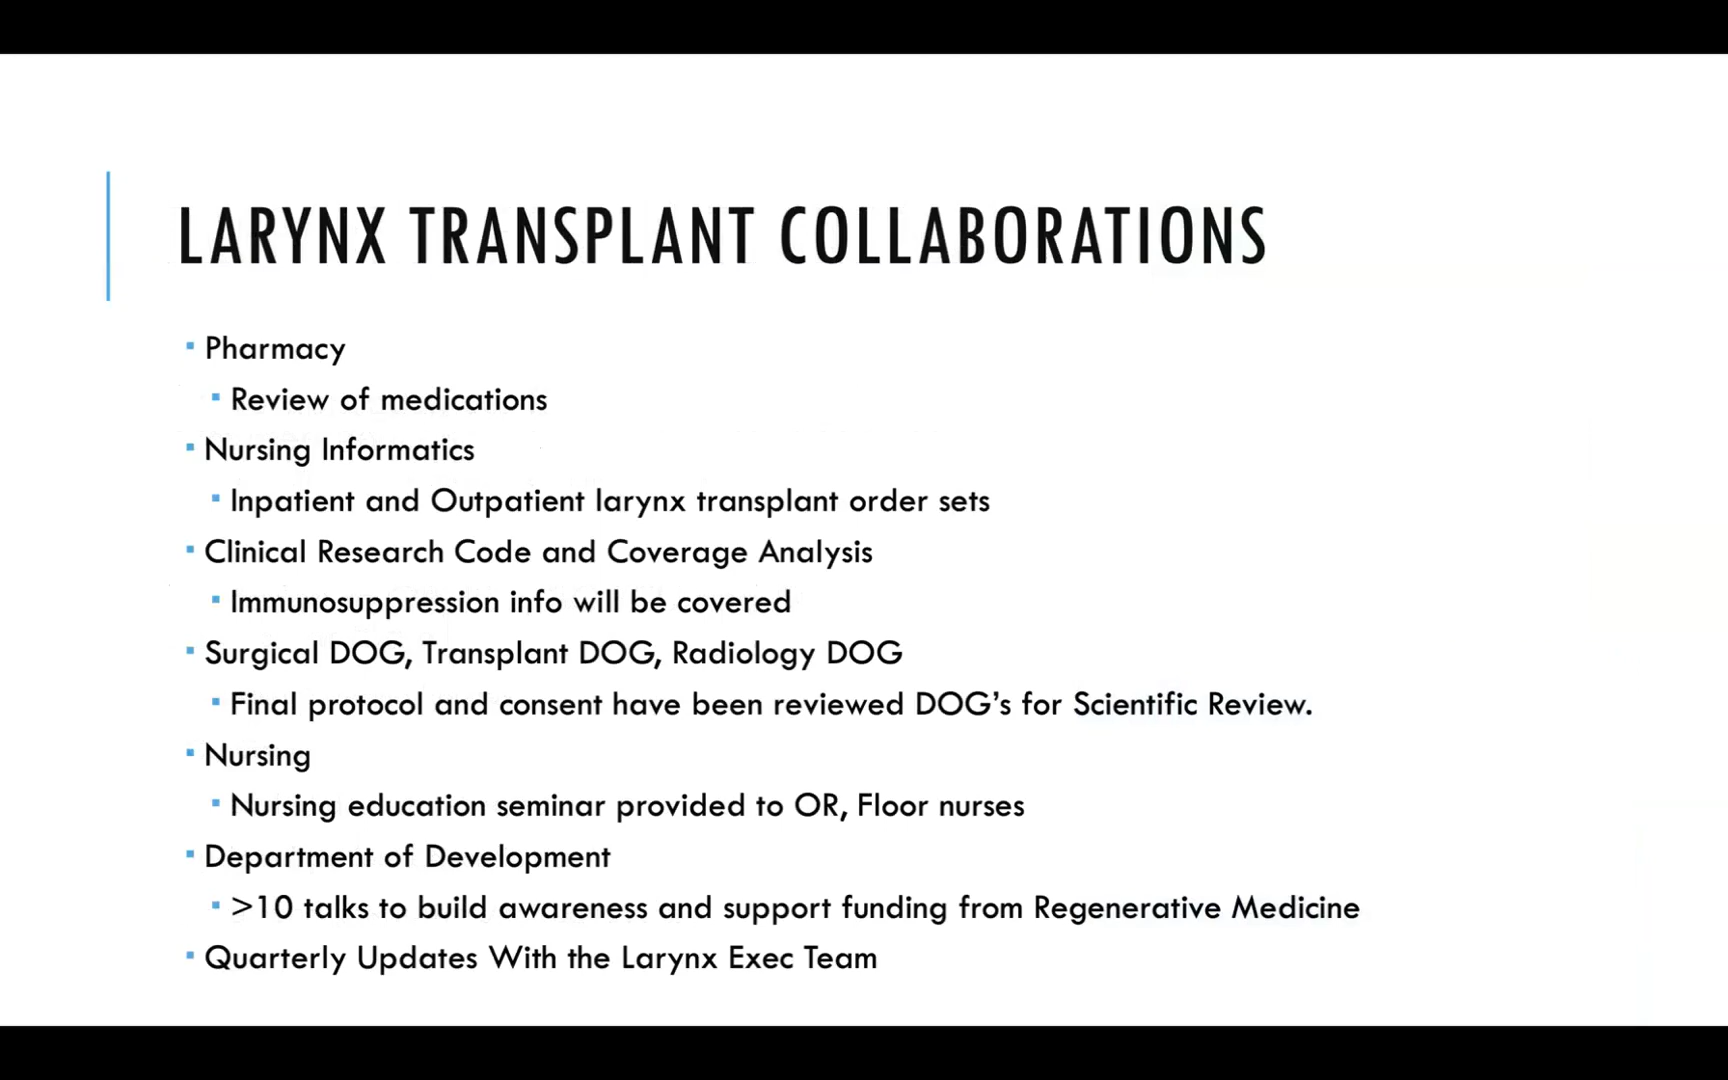 LARYNX TRANSPLANT COLLABORATIONS
Pharmacy
Review of medications
Nursing Informatics
Inpatient and Outpatient larynx transplant order sets
Clinical Research Code and Coverage Analysis
Immunosuppression info will be covered
Surgical DOG, Transplant DOG, Radiology DOG
Final protocol and consent have been reviewed DOG’s for Scientific Review.
Nursing
Nursing education seminar provided to OR, Floor nurses
Department of Development
>10 talks to build awareness and support funding from Regenerative Medicine
Quarterly Updates With the Larynx Exec Team